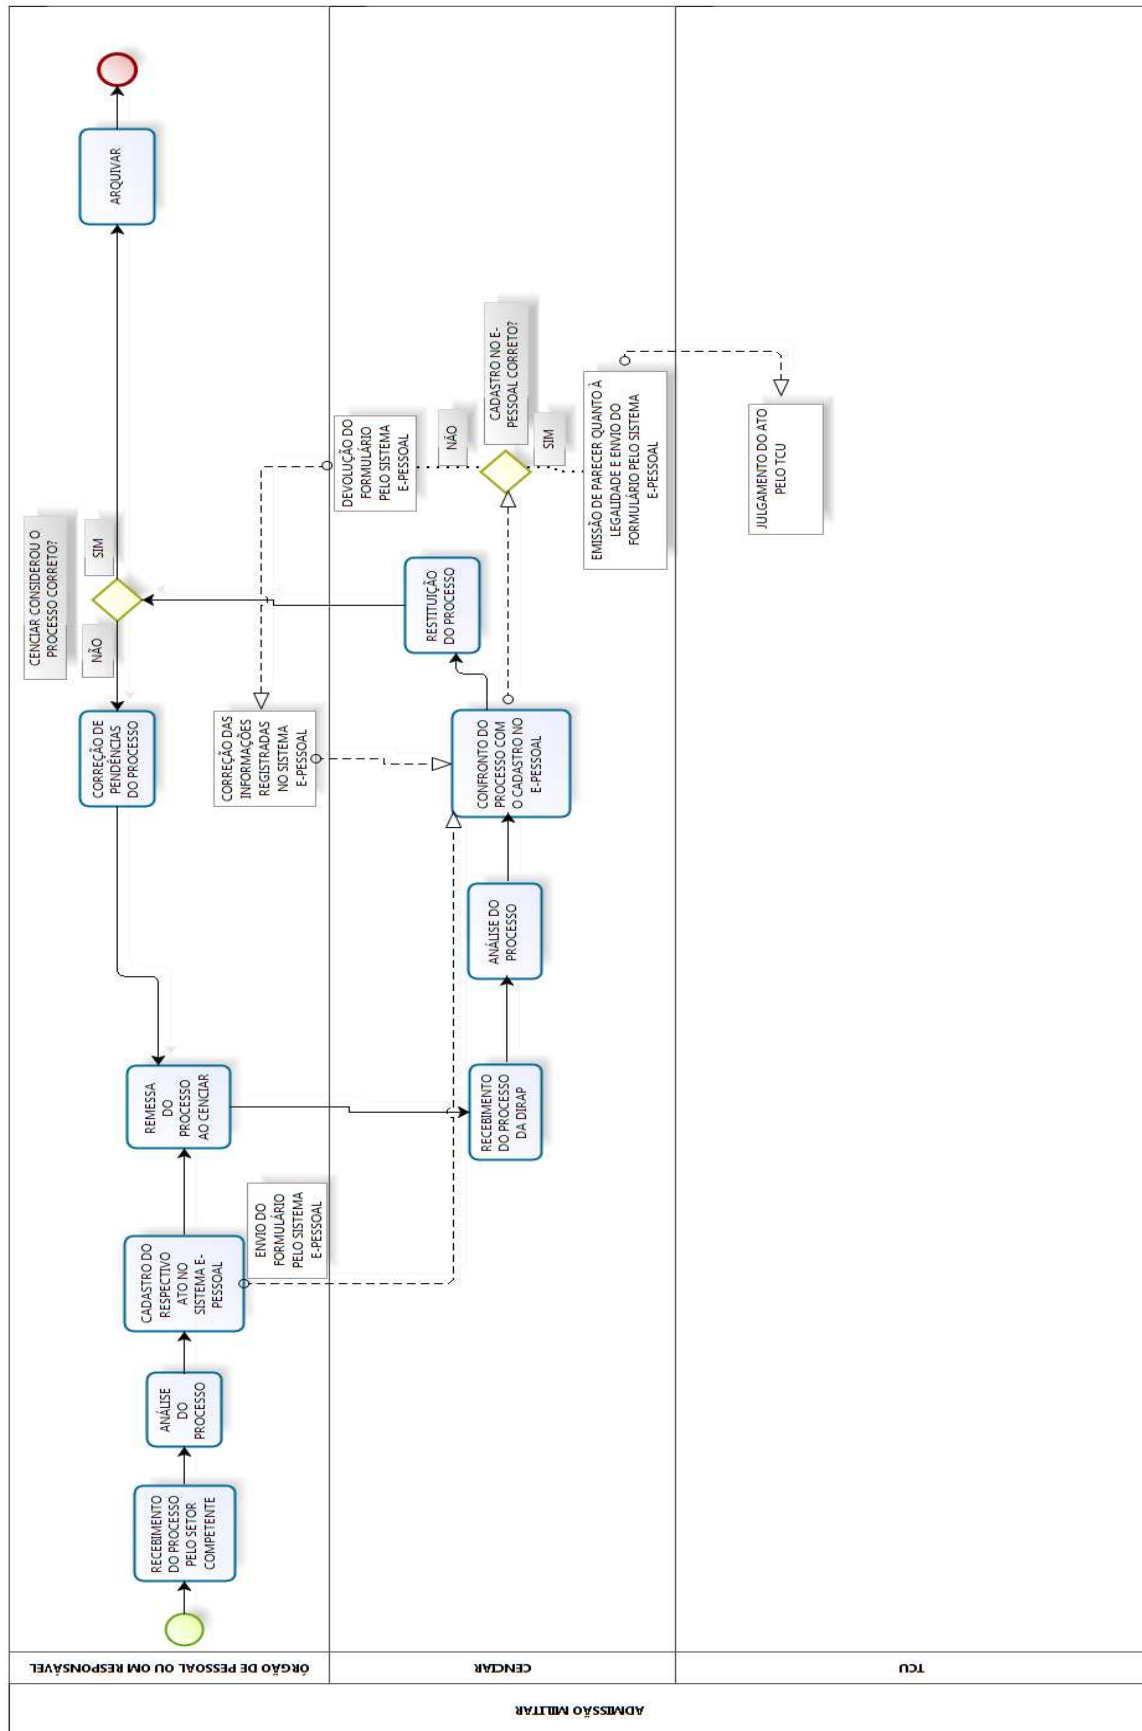 ADMISSÃO MILITAR
ÓRGÃO DE PESSOAL OU OM RESPONSÁVEL
RECEBIMENTO
DO PROCESSO
PELO SETOR
COMPETENTE
ANÁLISE
DO
PROCESSO
CADASTRO DO
RESPECTIVO
ATO NO
SISTEMA E-
PESSOAL
ENVIO DO
FORMULÁRIO
PELO SISTEMA
E-PESSOAL
REMESSA
DO
PROCESSO
AO CENCIAR
CORREÇÃO DE
PENDÊNCIAS
DO PROCESSO
CORREÇÃO DAS
INFORMAÇÕES
REGISTRADAS
NO SISTEMA
E-PESSOAL
CENCIAR CONSIDEROU O
PROCESSO CORRETO?
NÃO
SIM
ARQUIVAR
CENCIAR
RECEBIMENTO
DO PROCESSO
DA DIRAP
ANÁLISE DO
PROCESSO
CONFRONTO DO
PROCESSO COM
O CADASTRO NO
E-PESSOAL
RESTITUIÇÃO
DO PROCESSO
DEVOLUÇÃO DO
FORMULÁRIO
PELO SISTEMA
E-PESSOAL
NÃO
CADASTRO NO E-
PESSOAL CORRETO?
SIM
EMISSÃO DE PARECER QUANTO À
LEGALIDADE E ENVIO DO
FORMULÁRIO PELO SISTEMA
E-PESSOAL
TCU
JULGAMENTO DO ATO
PELO TCU